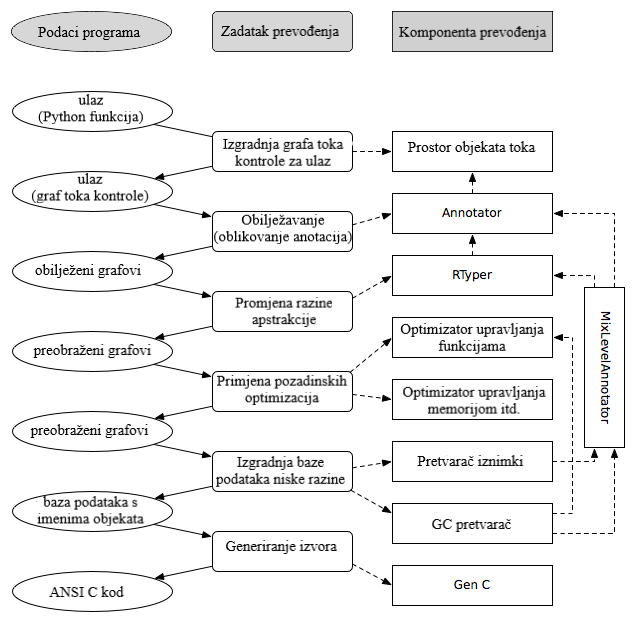 Podaci programa
Zadatak prevođenja
Komponenta prevođenja
ulaz
(Python funkcija)
Izgradnja grafa toka
kontrole za ulaz
Prostor objekata toka
ulaz
(graf toka kontrole)
Obilježavanje
(oblikovanje anotacija)
Annotator
obilježeni grafovi
Promjena razine
apstrakcije
RTyper
preobraženi grafovi
Primjena pozadinskih
optimizacija
Optimizator upravljanja
funkcijama
Optimizator upravljanja
memorijom itd.
MixLevelAnnotator
preobraženi grafovi
Izgradnja baze
podataka niske razine
Pretvarač iznimki
baza podataka s
imenima objekata
GC pretvarač
Generiranje izvora
ANSI C kod
Gen C